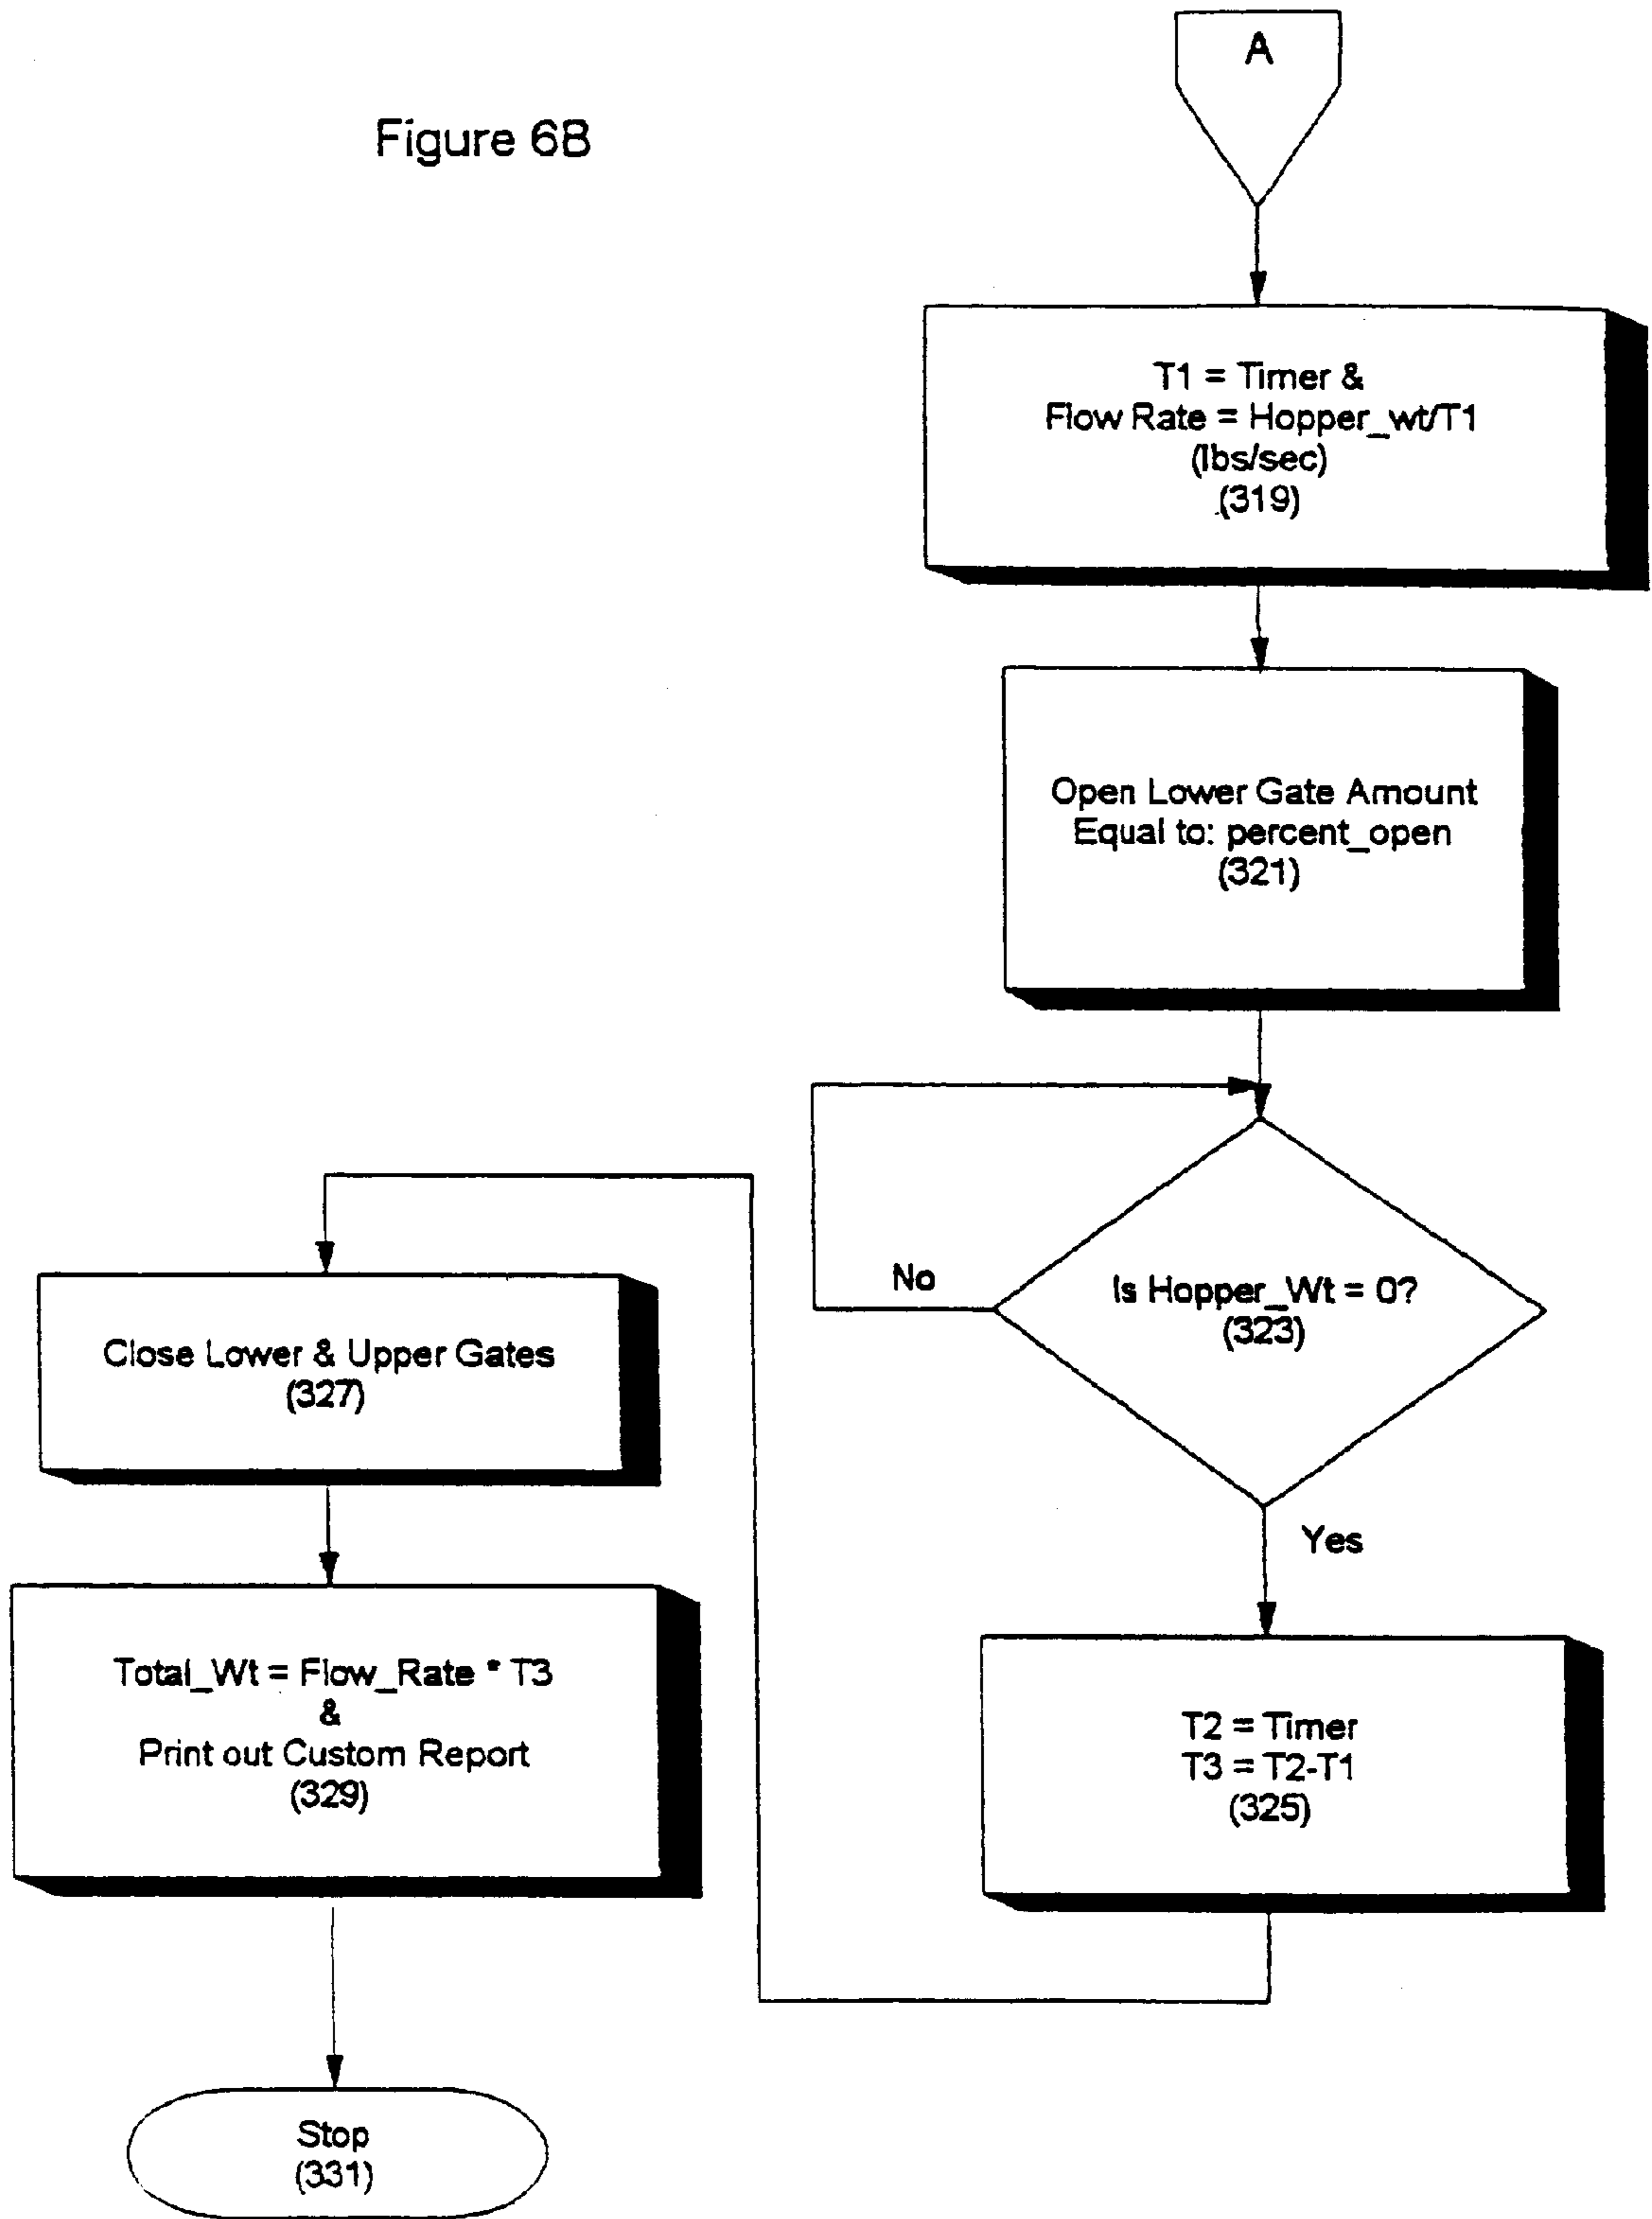 Figure 6B
A
T1 = Timer &
Flow Rate = Hopper_wt/T1
(lbs/sec)
(319)
Open Lower Gate Amount
Equal to: percent_open
(321)
Is Hopper_Wt = 0?
(323)
No
Yes
T2 = Timer
T3 = T2-T1
(325)
Close Lower & Upper Gates
(327)
Total_Wt = Flow_Rate * T3
&
Print out Custom Report
(329)
Stop
(331)